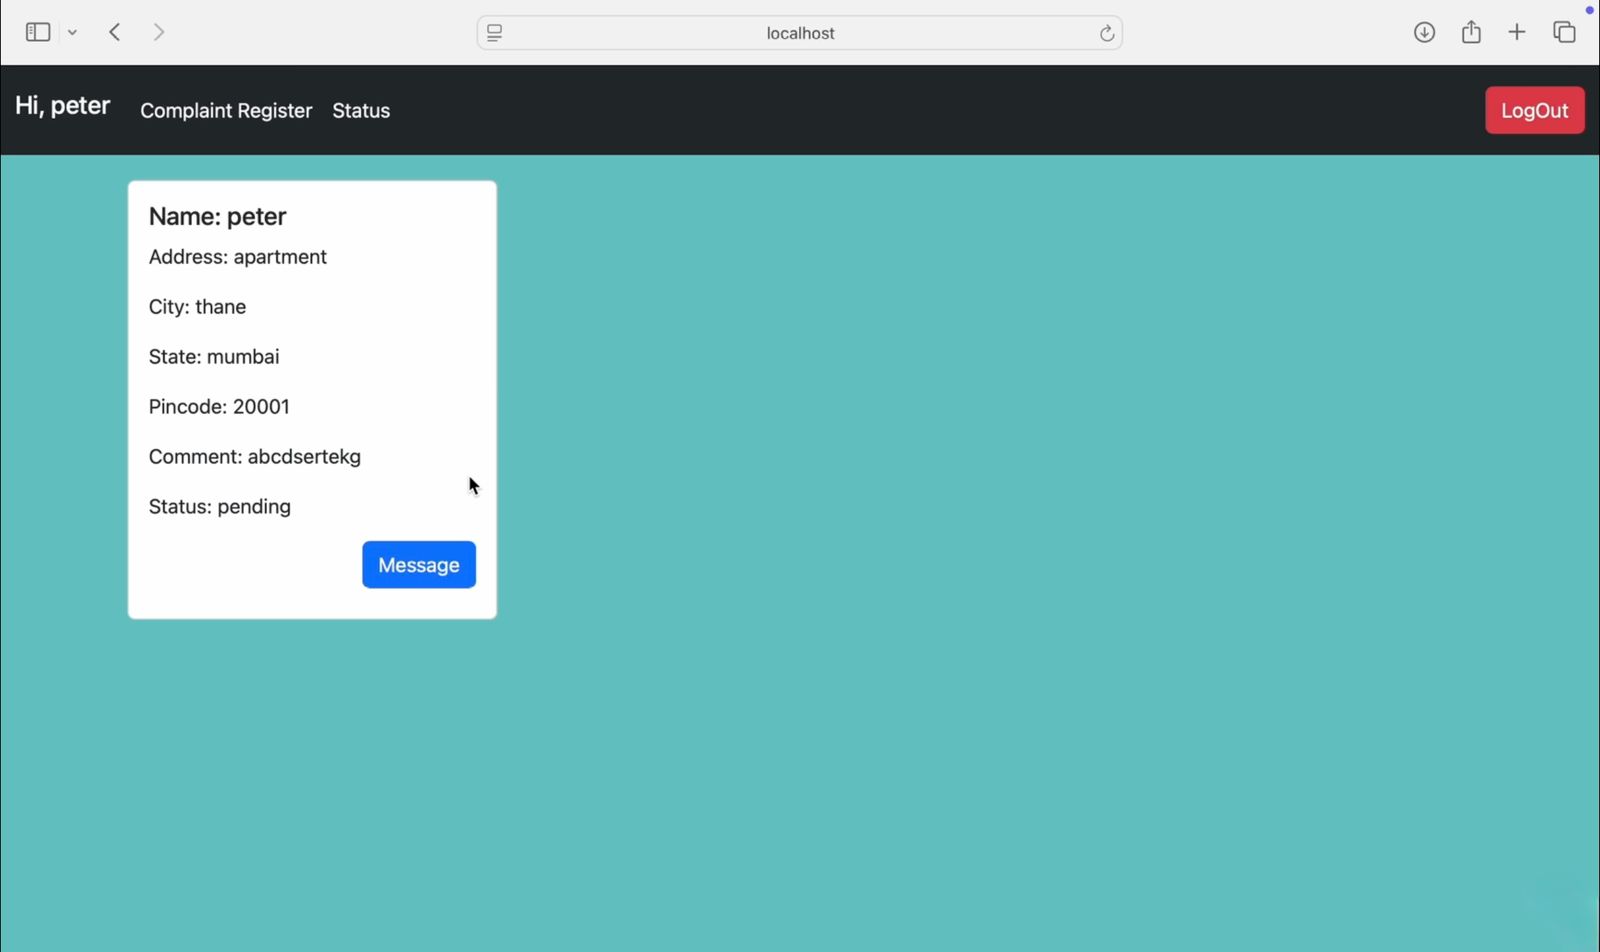 localhost
Hi, peter Complaint Register Status LogOut
Name: peter
Address: apartment
City: thane
State: mumbai
Pincode: 20001
Comment: abcdsertekg
Status: pending
Message